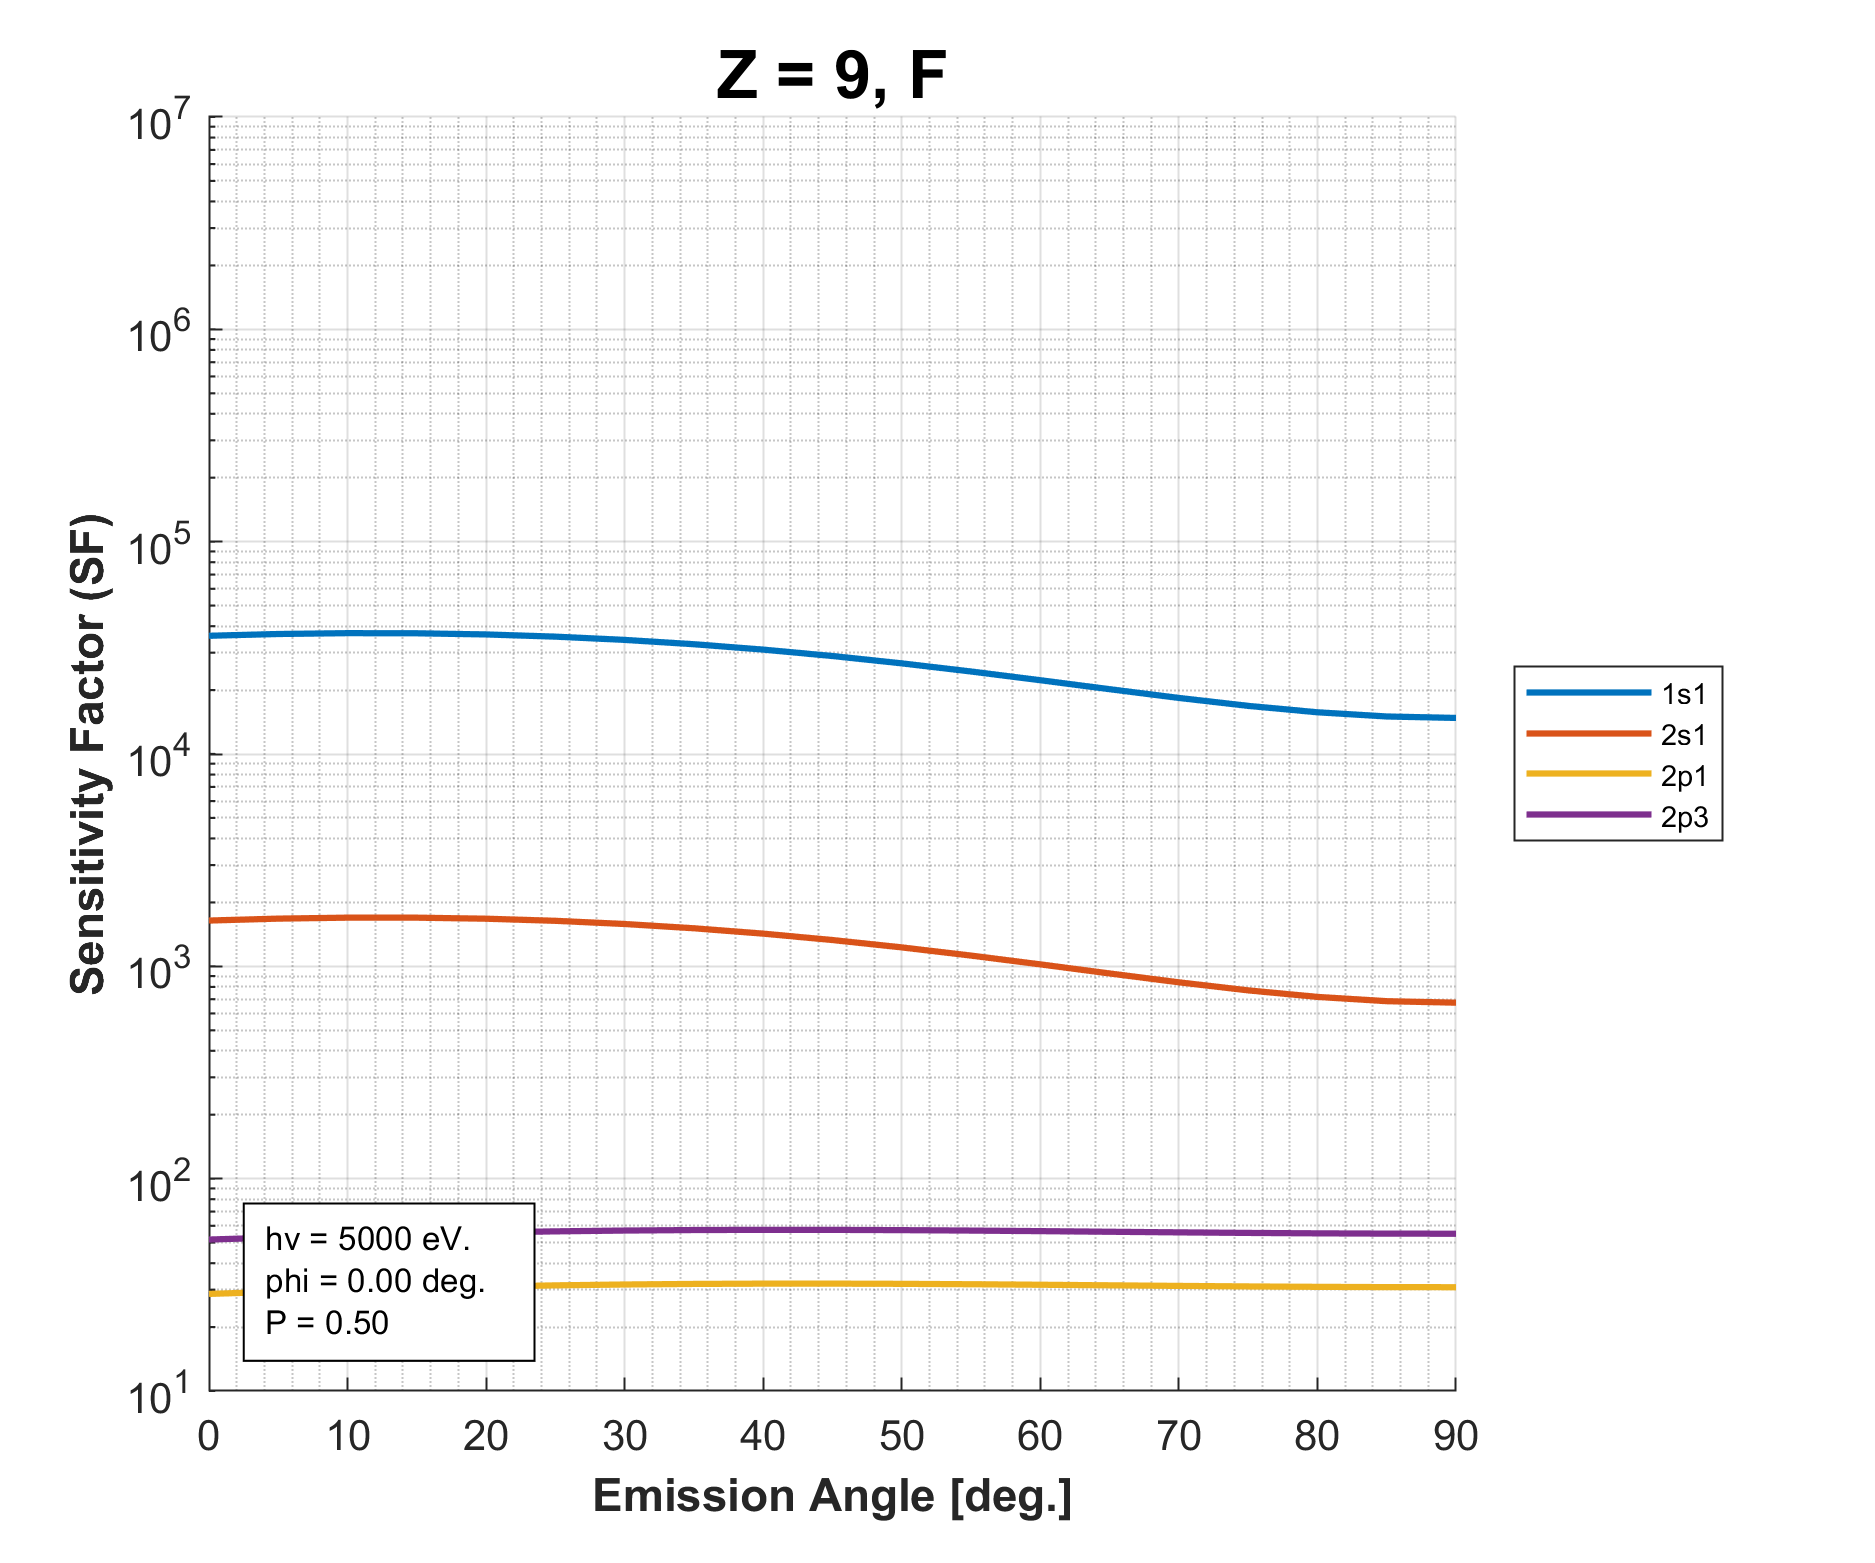 Z = 9, F
10^7
10^6
10^5
10^4
10^3
10^2
10^1
Sensitivity Factor (SF)
hv = 5000 eV.
phi = 0.00 deg.
P = 0.50
0 10 20 30 40 50 60 70 80 90
Emission Angle [deg.]
1s1
2s1
2p1
2p3